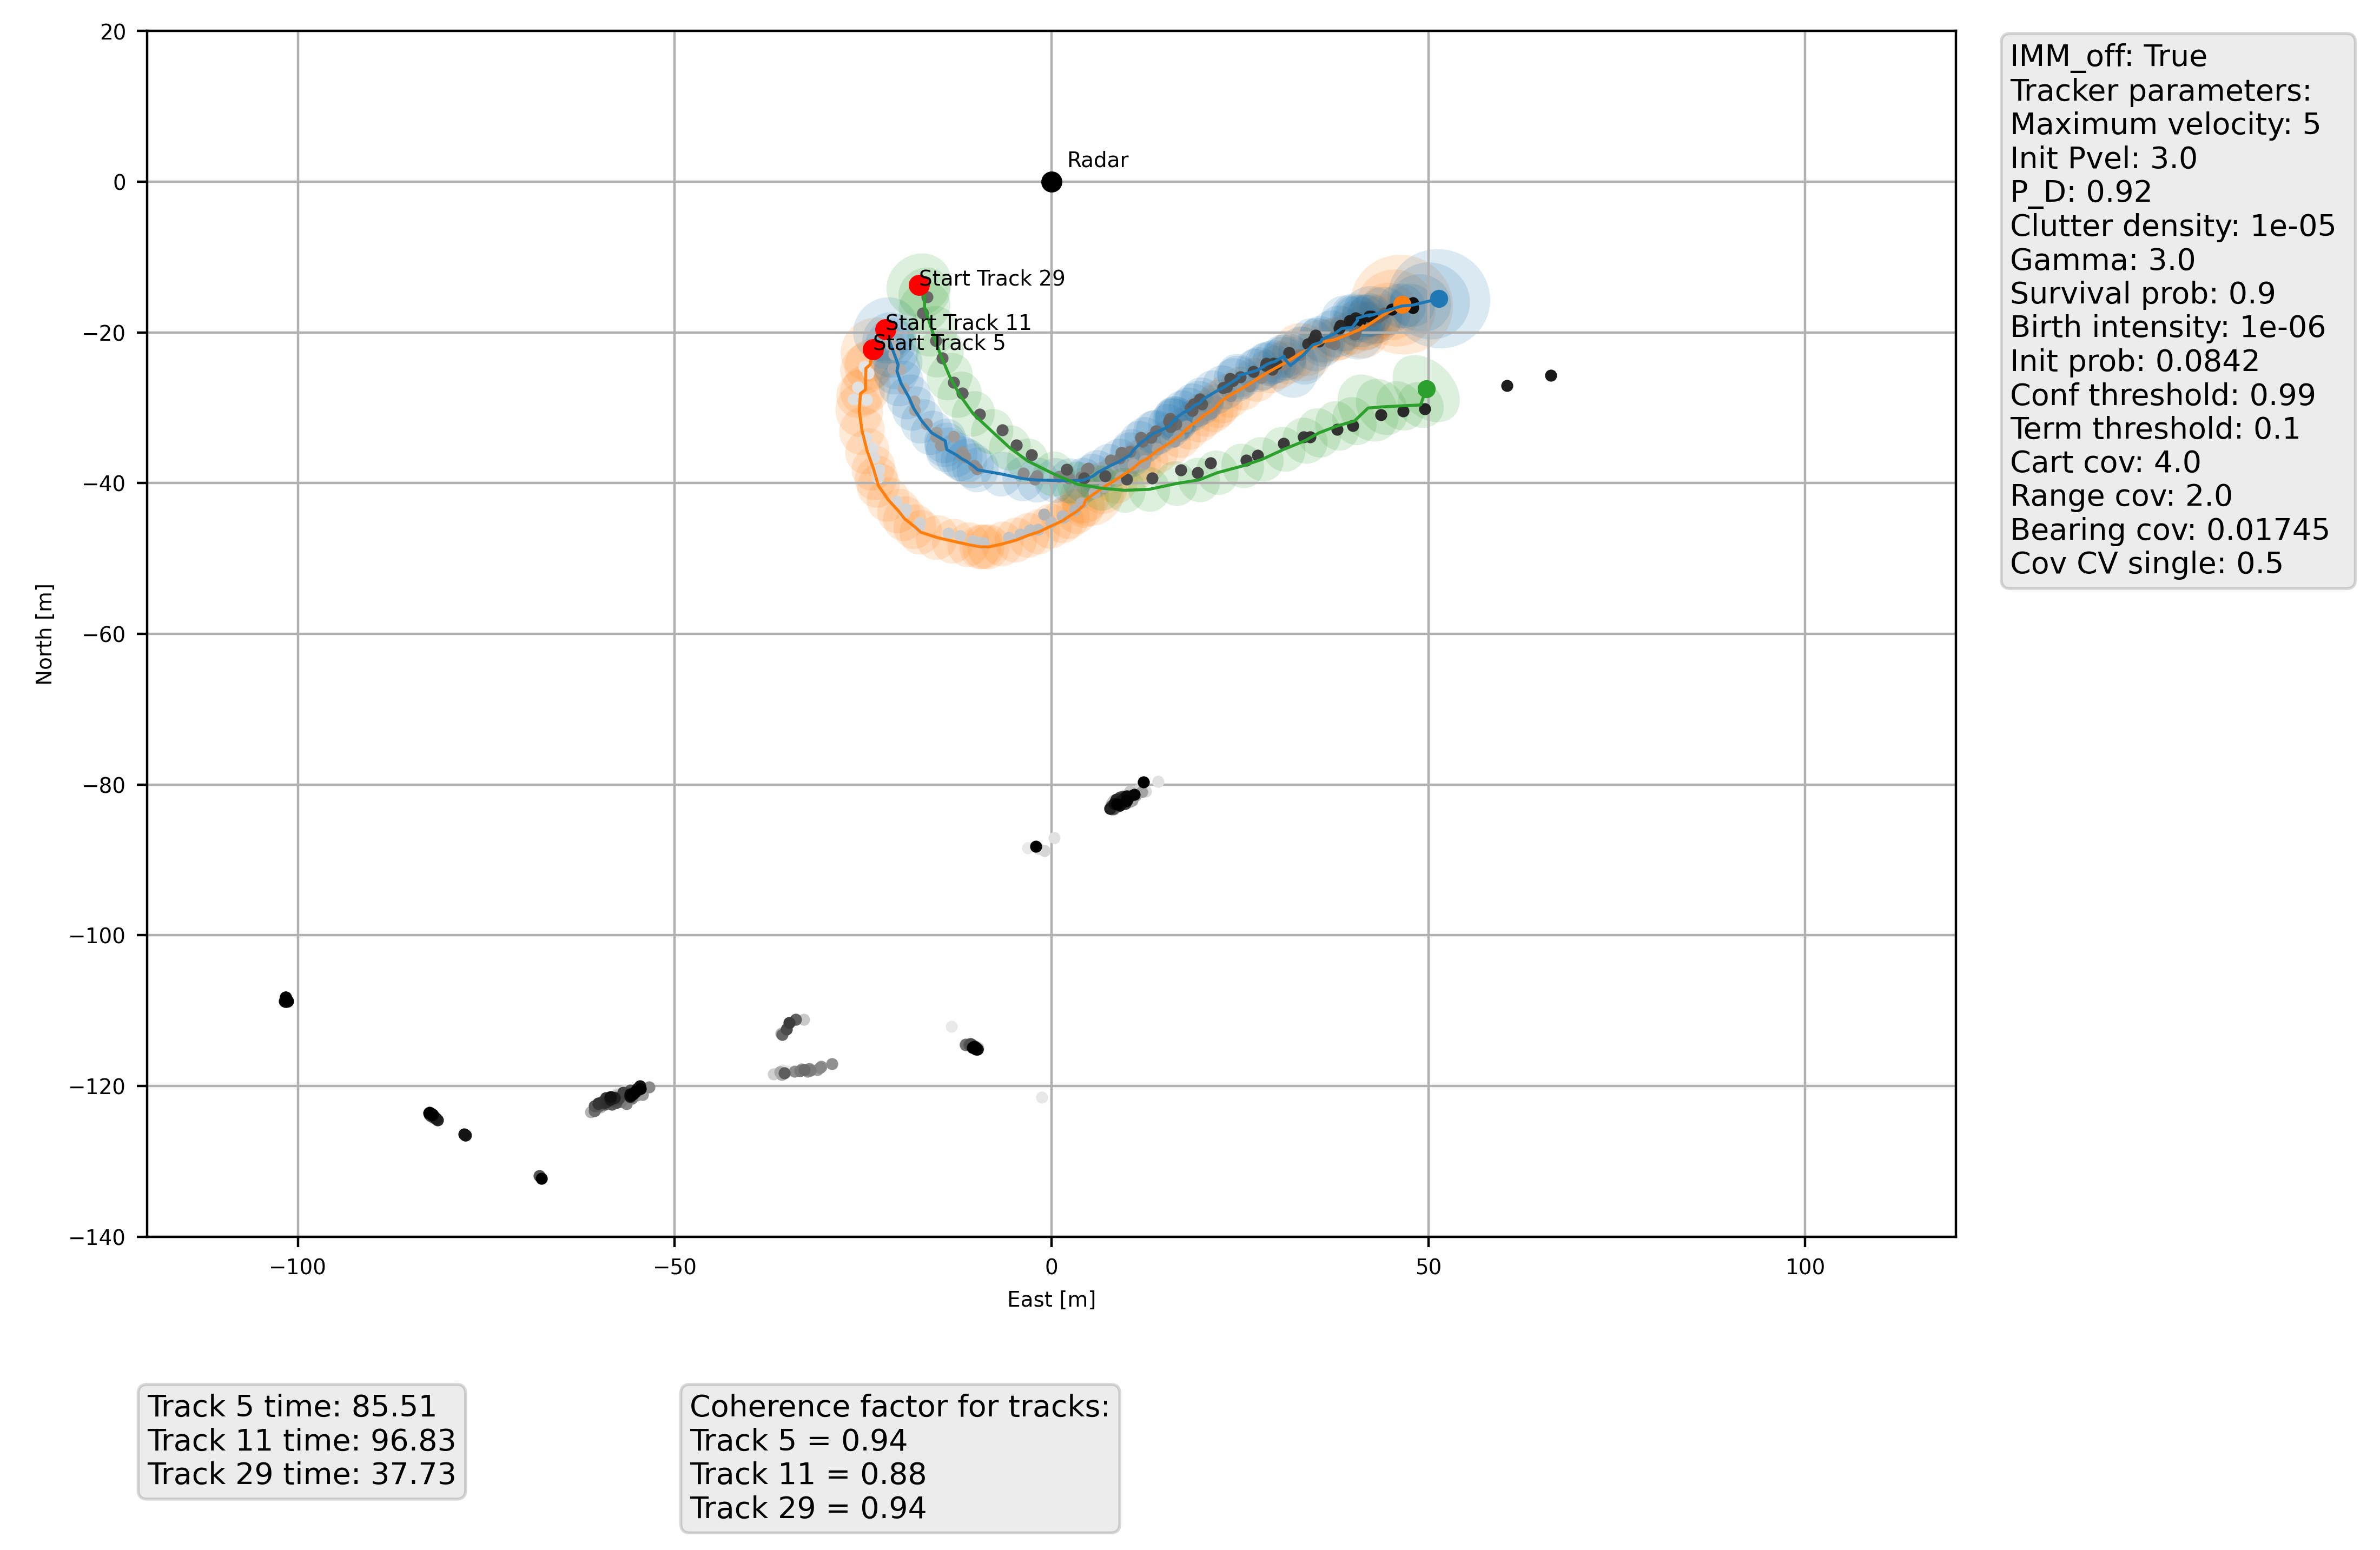 20
0
−20
−40
−60
−80
−100
−120
−140
North [m]
Radar
Start Track 29
Start Track 11
Start Track 5
−100
−50
0
50
100
East [m]
IMM_off: True
Tracker parameters:
Maximum velocity: 5
Init Pvel: 3.0
P_D: 0.92
Clutter density: 1e-05
Gamma: 3.0
Survival prob: 0.9
Birth intensity: 1e-06
Init prob: 0.0842
Conf threshold: 0.99
Term threshold: 0.1
Cart cov: 4.0
Range cov: 2.0
Bearing cov: 0.01745
Cov CV single: 0.5
Track 5 time: 85.51
Track 11 time: 96.83
Track 29 time: 37.73
Coherence factor for tracks:
Track 5 = 0.94
Track 11 = 0.88
Track 29 = 0.94